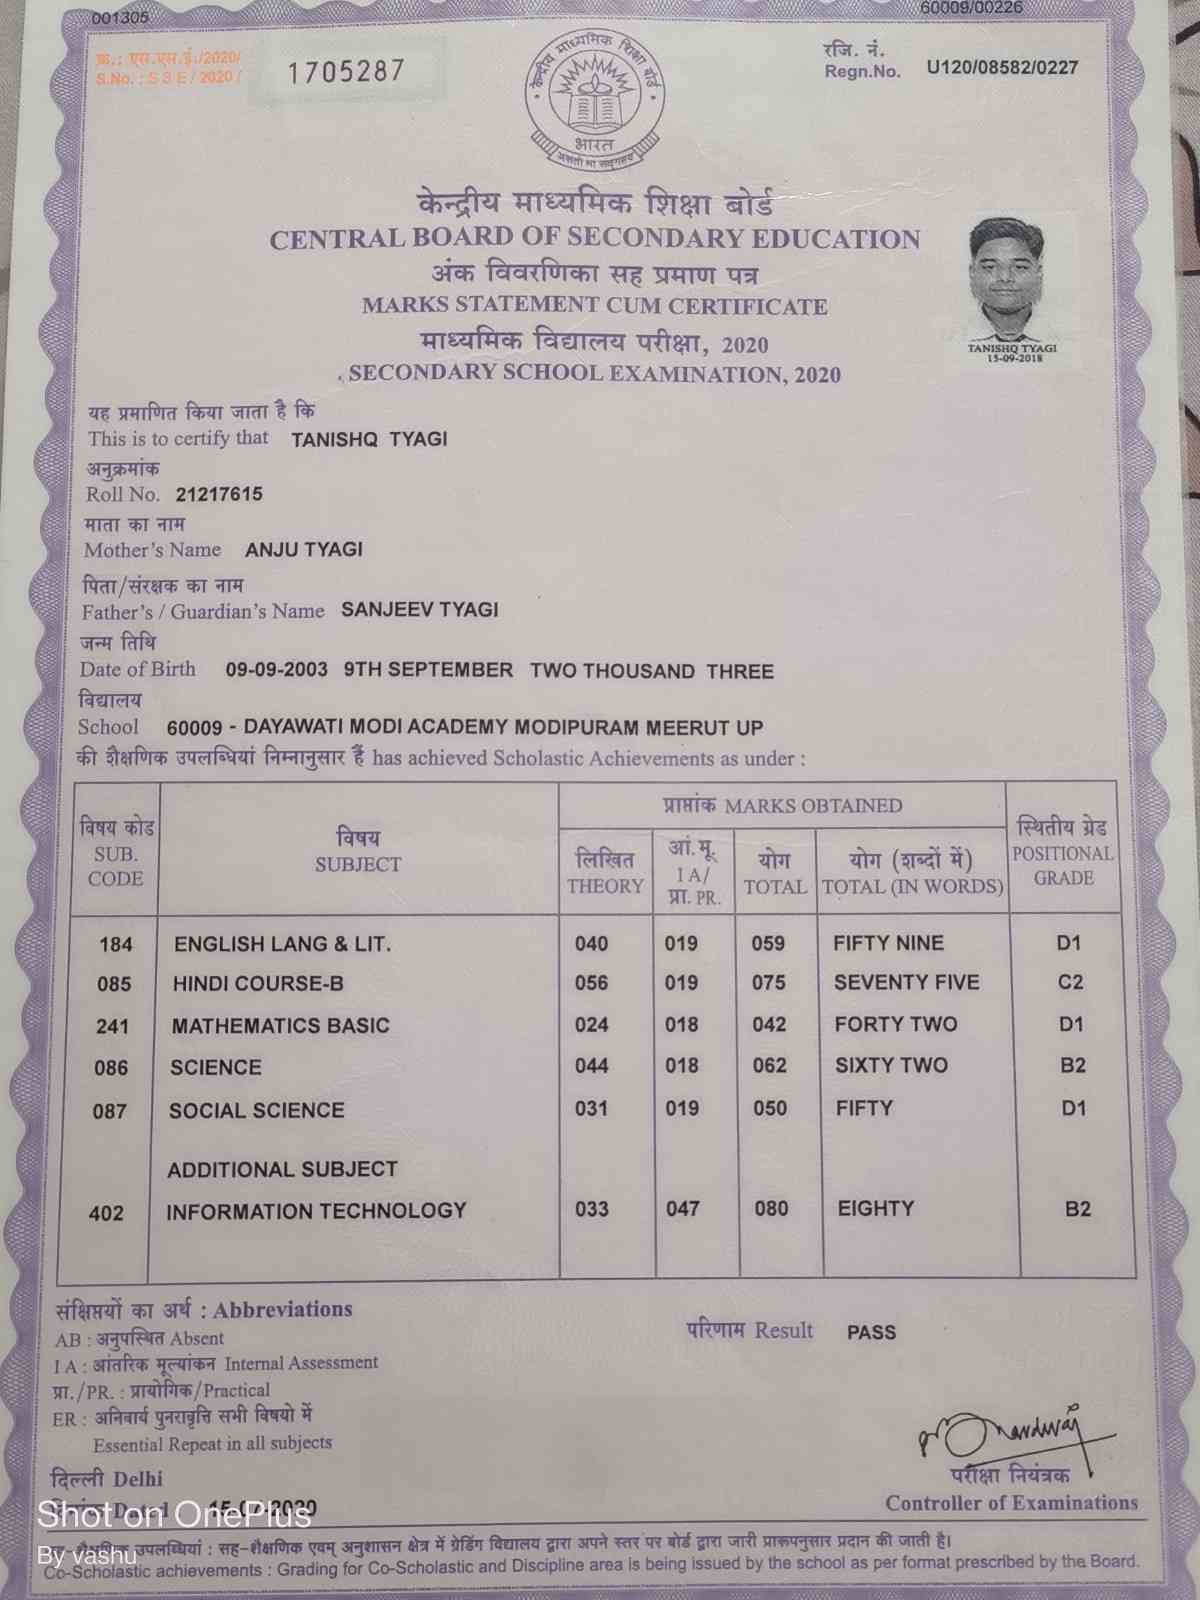 001305
60009/00226
क्र.: एस.एस.ई./2020/
S.No. : S S E / 2020 /
1705287
केन्द्रीय माध्यमिक शिक्षा बोर्ड
भारत
असतो मा सद्गमय
रजि. नं.
Regn.No. U120/08582/0227
केन्द्रीय माध्यमिक शिक्षा बोर्ड
CENTRAL BOARD OF SECONDARY EDUCATION
अंक विवरणिका सह प्रमाण पत्र
MARKS STATEMENT CUM CERTIFICATE
माध्यमिक विद्यालय परीक्षा, 2020
SECONDARY SCHOOL EXAMINATION, 2020
TANISHQ TYAGI
15-09-2018
यह प्रमाणित किया जाता है कि
This is to certify that TANISHQ TYAGI
अनुक्रमांक
Roll No. 21217615
माता का नाम
Mother's Name ANJU TYAGI
पिता/संरक्षक का नाम
Father's / Guardian's Name SANJEEV TYAGI
जन्म तिथि
Date of Birth 09-09-2003 9TH SEPTEMBER TWO THOUSAND THREE
विद्यालय
School 60009 - DAYAWATI MODI ACADEMY MODIPURAM MEERUT UP
की शैक्षणिक उपलब्धियां निम्नानुसार हैं has achieved Scholastic Achievements as under :
विषय कोड SUB. CODE
विषय SUBJECT
प्राप्तांक MARKS OBTAINED
लिखित THEORY
आं.मू. I A/ प्रा. PR.
योग TOTAL
योग (शब्दों में) TOTAL (IN WORDS)
स्थितीय ग्रेड POSITIONAL GRADE
184 ENGLISH LANG & LIT. 040 019 059 FIFTY NINE D1
085 HINDI COURSE-B 056 019 075 SEVENTY FIVE C2
241 MATHEMATICS BASIC 024 018 042 FORTY TWO D1
086 SCIENCE 044 018 062 SIXTY TWO B2
087 SOCIAL SCIENCE 031 019 050 FIFTY D1
ADDITIONAL SUBJECT
402 INFORMATION TECHNOLOGY 033 047 080 EIGHTY B2
संक्षिप्तियों का अर्थ : Abbreviations
AB : अनुपस्थित Absent
I A : आंतरिक मूल्यांकन Internal Assessment
प्रा./PR. : प्रायोगिक/Practical
ER : अनिवार्य पुनरावृत्ति सभी विषयो में
Essential Repeat in all subjects
परिणाम Result PASS
दिल्ली Delhi
दिनांक Dated 15-07-2020
परीक्षा नियंत्रक
Controller of Examinations
Shot on OnePlus
By vashu
सह-शैक्षणिक उपलब्धियां : सह-शैक्षणिक एवम् अनुशासन क्षेत्र में ग्रेडिंग विद्यालय द्वारा अपने स्तर पर बोर्ड द्वारा जारी प्रारूपनुसार प्रदान की जाती है।
Co-Scholastic achievements : Grading for Co-Scholastic and Discipline area is being issued by the school as per format prescribed by the Board.